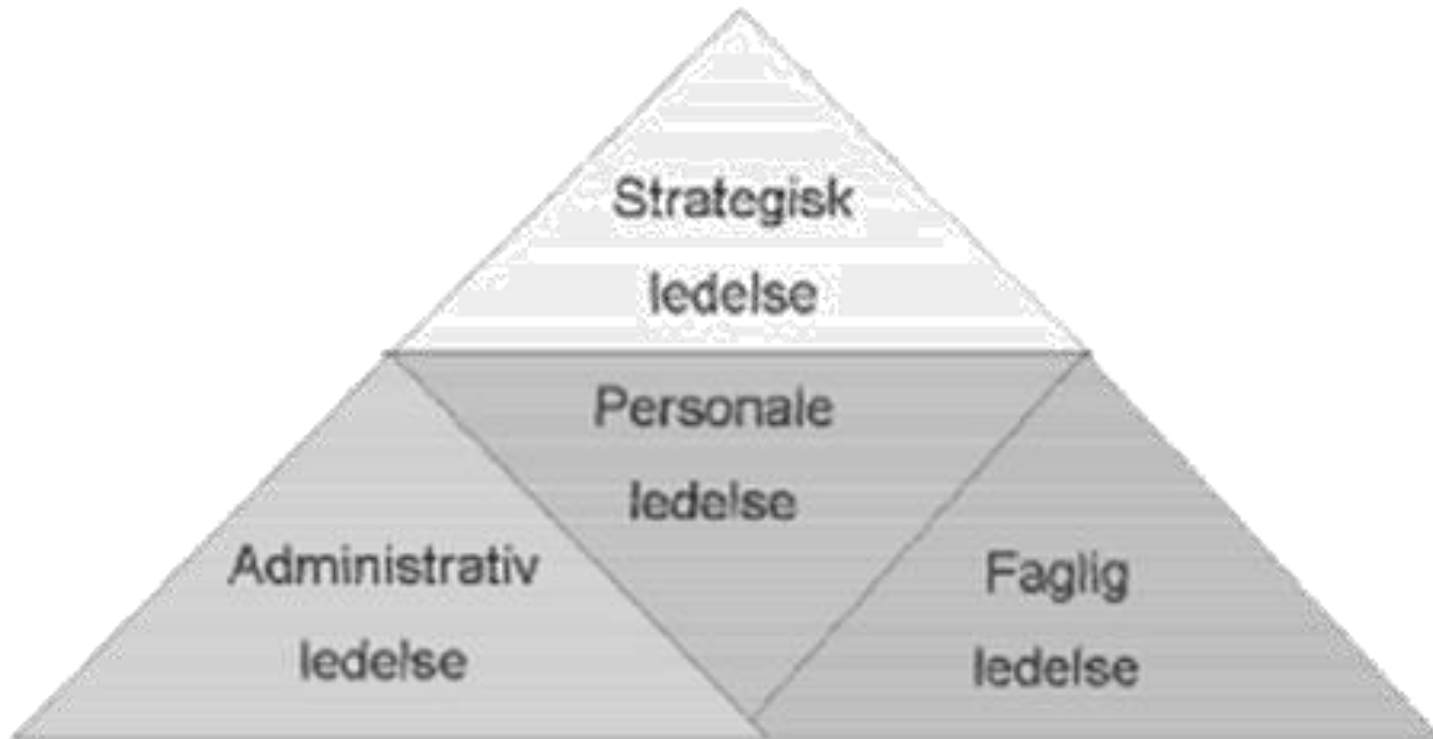 Strategisk
ledelse
Personale
ledelse
Administrativ
ledelse
Faglig
ledelse